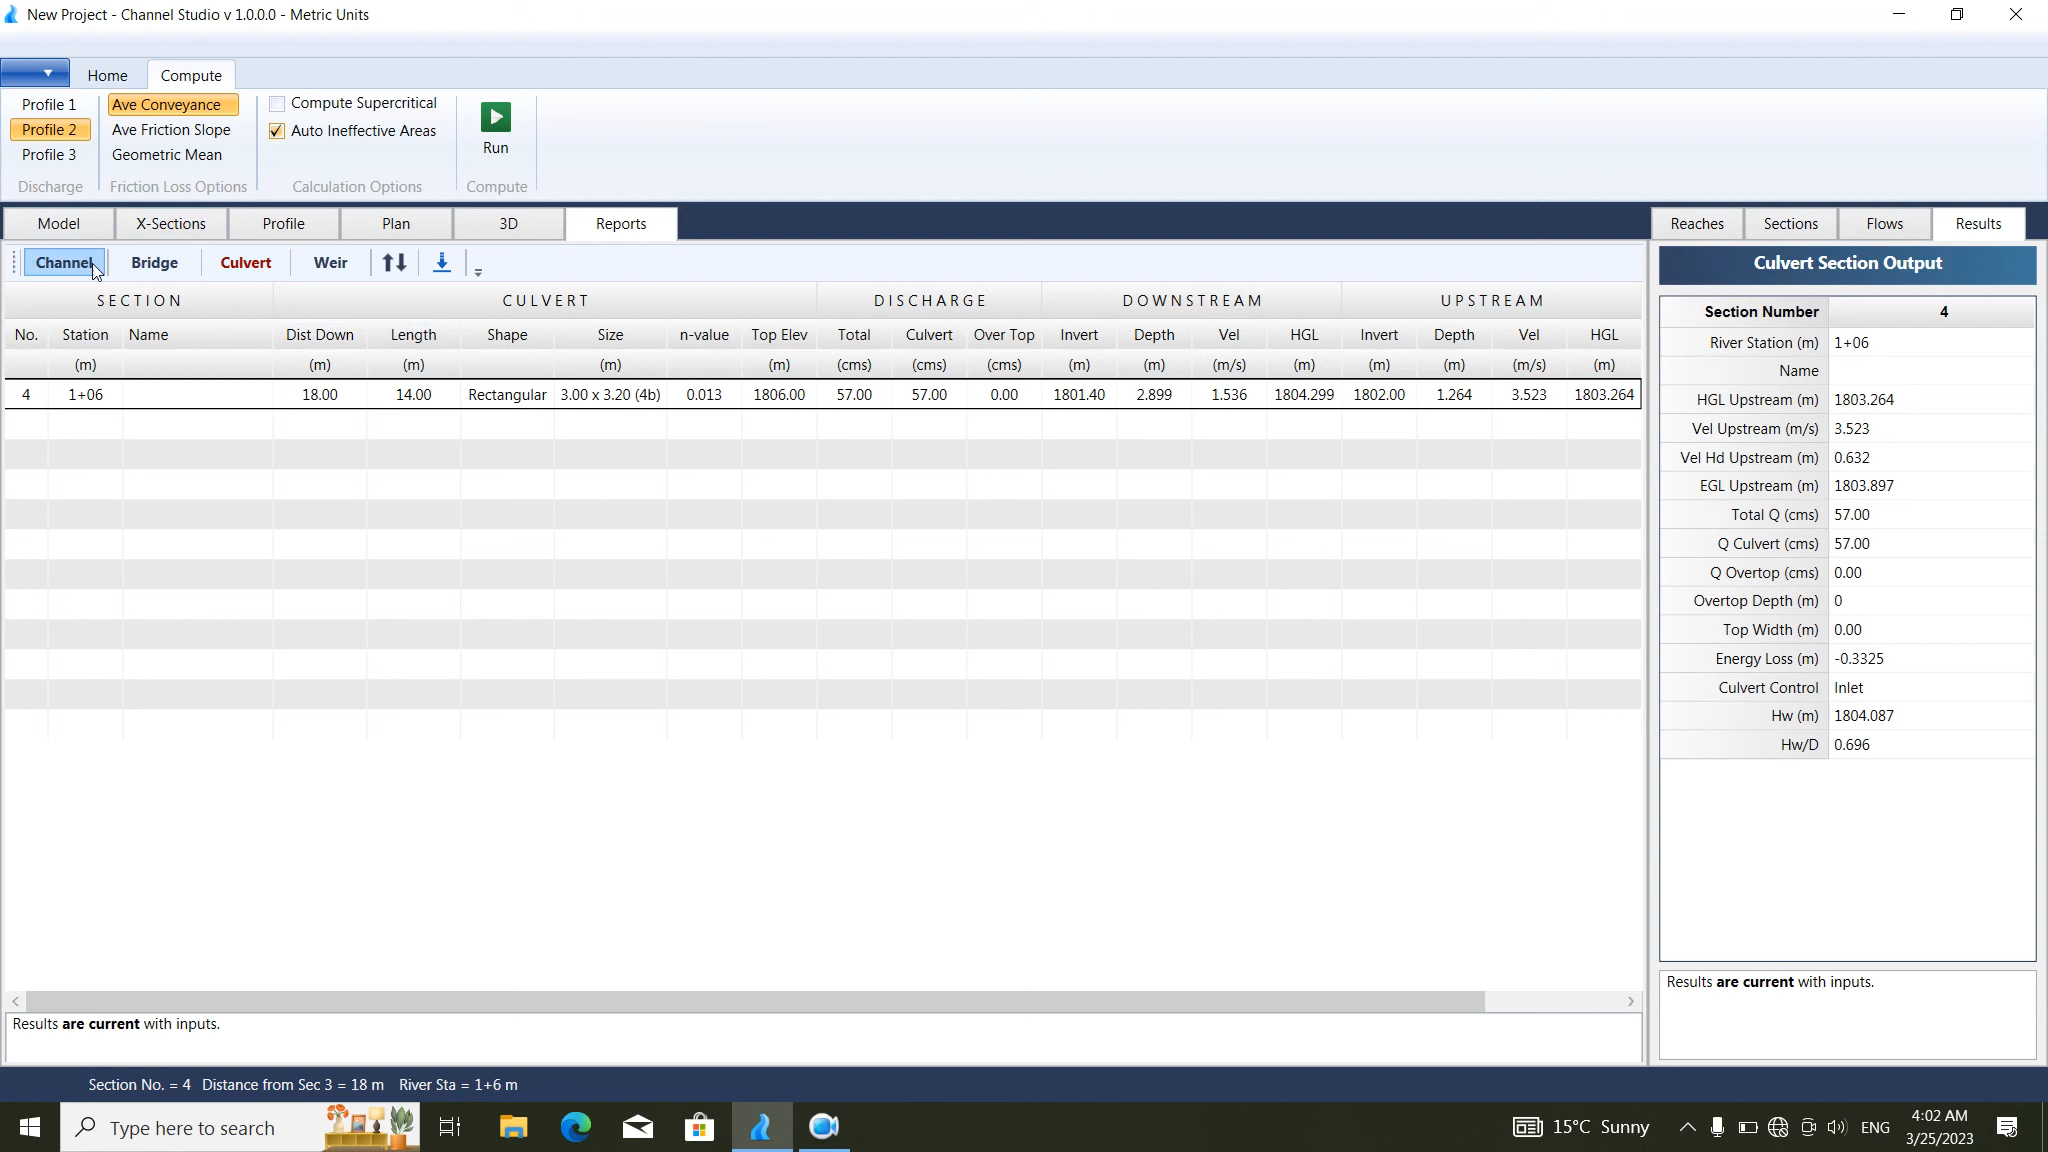 New Project - Channel Studio v 1.0.0.0 - Metric Units
Home Compute
Profile 1 Ave Conveyance Compute Supercritical
Profile 2 Ave Friction Slope Auto Ineffective Areas
Profile 3 Geometric Mean Run
Discharge Friction Loss Options Calculation Options Compute
Model X-Sections Profile Plan 3D Reports Reaches Sections Flows Results
Channel Bridge Culvert Weir
SECTION CULVERT DISCHARGE DOWNSTREAM UPSTREAM
No. Station Name Dist Down Length Shape Size n-value Top Elev Total Culvert Over Top Invert Depth Vel HGL Invert Depth Vel HGL
(m) (m) (m) (m) (m) (cms) (cms) (cms) (m) (m) (m/s) (m) (m) (m) (m/s) (m)
4 1+06 18.00 14.00 Rectangular 3.00 x 3.20 (4b) 0.013 1806.00 57.00 57.00 0.00 1801.40 2.899 1.536 1804.299 1802.00 1.264 3.523 1803.264
Results are current with inputs.
Culvert Section Output
Section Number 4
River Station (m) 1+06
Name
HGL Upstream (m) 1803.264
Vel Upstream (m/s) 3.523
Vel Hd Upstream (m) 0.632
EGL Upstream (m) 1803.897
Total Q (cms) 57.00
Q Culvert (cms) 57.00
Q Overtop (cms) 0.00
Overtop Depth (m) 0
Top Width (m) 0.00
Energy Loss (m) -0.3325
Culvert Control Inlet
Hw (m) 1804.087
Hw/D 0.696
Results are current with inputs.
Section No. = 4 Distance from Sec 3 = 18 m River Sta = 1+6 m
Type here to search
15°C Sunny
ENG
4:02 AM
3/25/2023